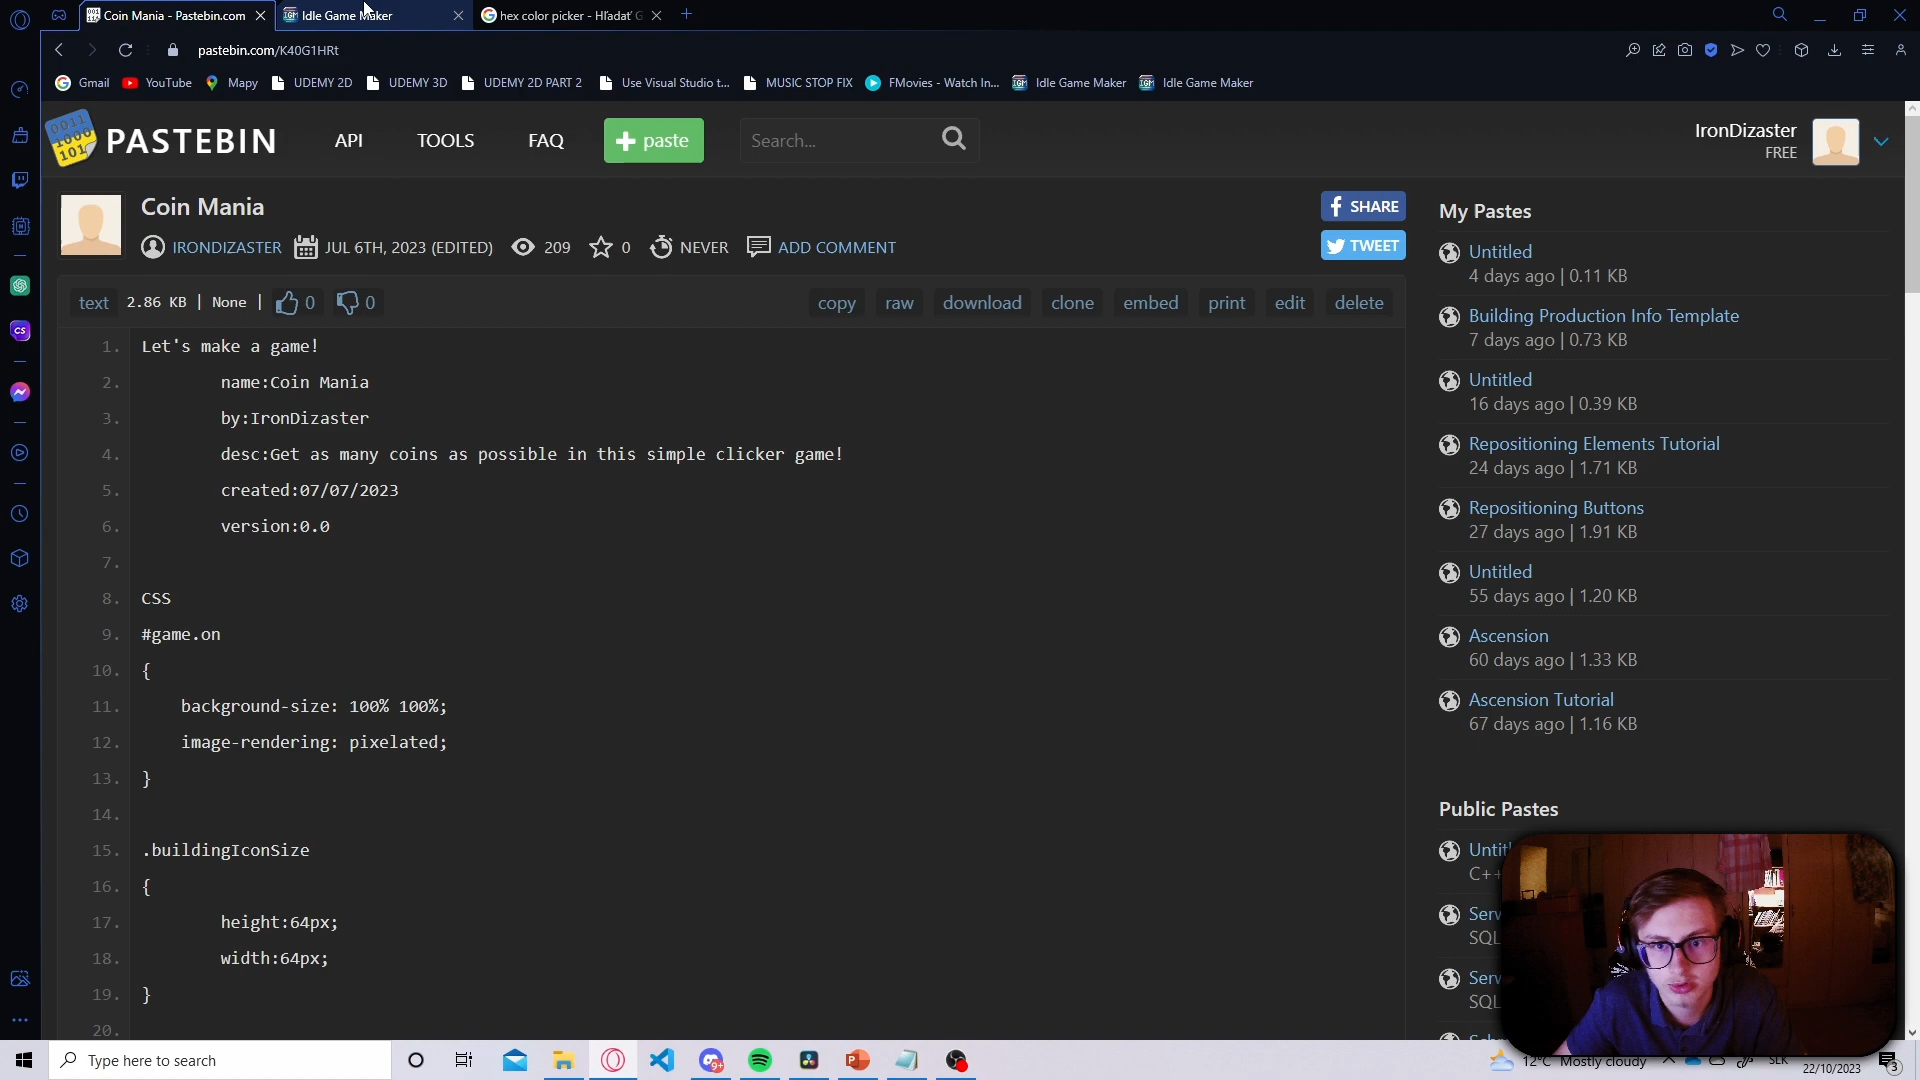 Coin Mania - Pastebin.com
Idle Game Maker
hex color picker - Hľadať G
pastebin.com/K40G1HRt
Gmail YouTube Mapy UDEMY 2D UDEMY 3D UDEMY 2D PART 2 Use Visual Studio t... MUSIC STOP FIX FMovies - Watch In... Idle Game Maker Idle Game Maker
PASTEBIN API TOOLS FAQ + paste Search...
IronDizaster
FREE
Coin Mania
IRONDIZASTER JUL 6TH, 2023 (EDITED) 209 0 NEVER ADD COMMENT
SHARE
TWEET
text 2.86 KB | None | 0 0 copy raw download clone embed print edit delete
1. Let's make a game!
2. name:Coin Mania
3. by:IronDizaster
4. desc:Get as many coins as possible in this simple clicker game!
5. created:07/07/2023
6. version:0.0
7.
8. CSS
9. #game.on
10. {
11. background-size: 100% 100%;
12. image-rendering: pixelated;
13. }
14.
15. .buildingIconSize
16. {
17. height:64px;
18. width:64px;
19. }
20.
My Pastes
Untitled
4 days ago | 0.11 KB
Building Production Info Template
7 days ago | 0.73 KB
Untitled
16 days ago | 0.39 KB
Repositioning Elements Tutorial
24 days ago | 1.71 KB
Repositioning Buttons
27 days ago | 1.91 KB
Untitled
55 days ago | 1.20 KB
Ascension
60 days ago | 1.33 KB
Ascension Tutorial
67 days ago | 1.16 KB
Public Pastes
Untit
C++
Serv
SQL
Serv
SQL
Type here to search
12°C Mostly cloudy SLK
22/10/2023
3